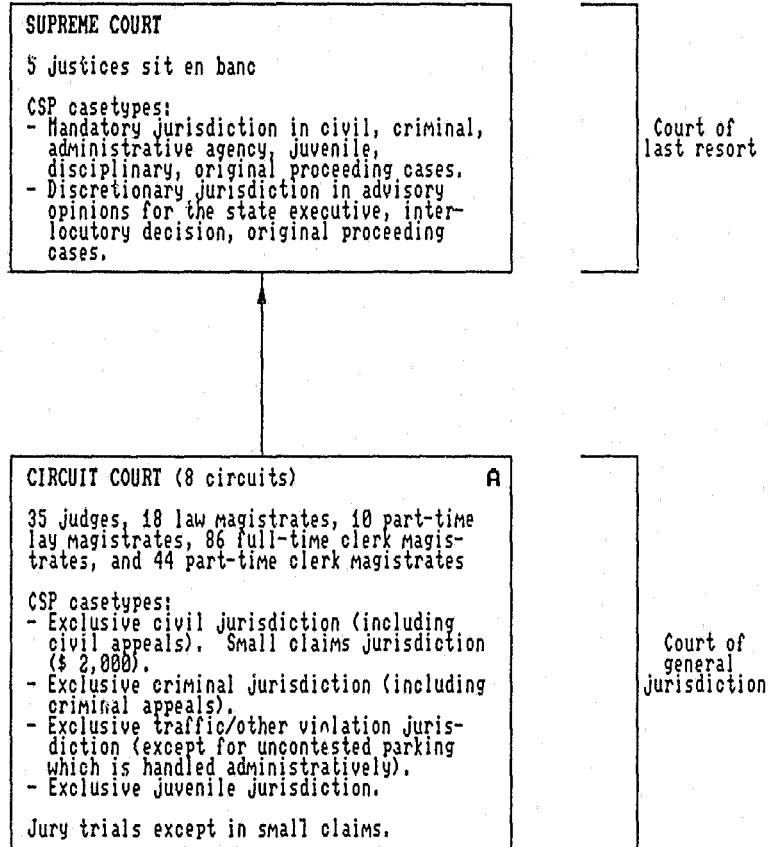 SUPREME COURT
5 justices sit en banc
CSP casetypes:
- Mandatory jurisdiction in civil, criminal,
administrative agency, juvenile,
disciplinary, original proceeding cases.
- Discretionary jurisdiction in advisory
opinions for the state executive, inter-
locutory decision, original proceeding
cases.
Court of
last resort
CIRCUIT COURT (8 circuits) A
35 judges, 18 law magistrates, 10 part-time
lay magistrates, 86 full-time clerk magis-
trates, and 44 part-time clerk magistrates
CSP casetypes:
- Exclusive civil jurisdiction (including
civil appeals). Small claims jurisdiction
($ 2,000).
- Exclusive criminal jurisdiction (including
criminal appeals).
- Exclusive traffic/other violation juris-
diction (except for uncontested parking
which is handled administratively).
- Exclusive juvenile jurisdiction.
Jury trials except in small claims.
Court of
general
jurisdiction